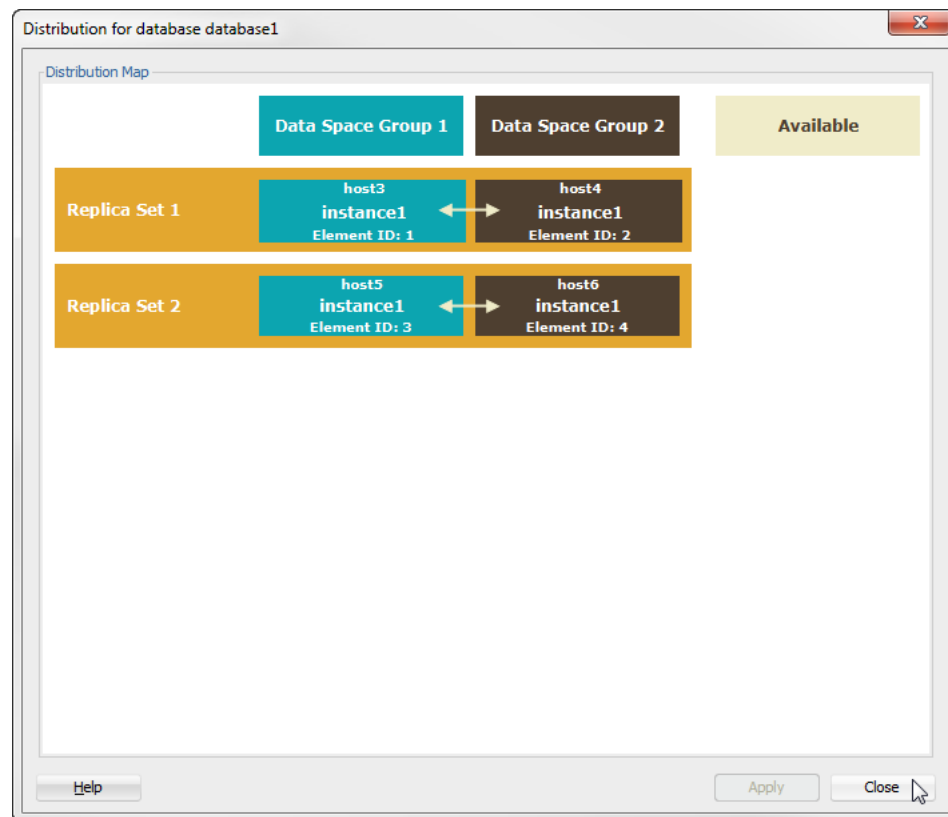 Distribution for database database1
Distribution Map
Data Space Group 1
Data Space Group 2
Available
Replica Set 1
host3
instance1
Element ID: 1
host4
instance1
Element ID: 2
Replica Set 2
host5
instance1
Element ID: 3
host6
instance1
Element ID: 4
Help
Apply
Close